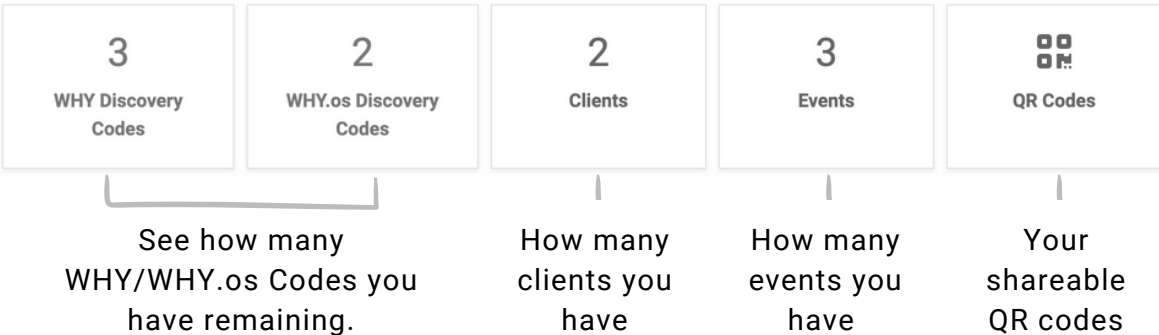 3
WHY Discovery
Codes
2
WHY.os Discovery
Codes
2
Clients
3
Events
QR Codes
See how many
WHY/WHY.os Codes you
have remaining.
How many
clients you
have
How many
events you
have
Your
shareable
QR codes